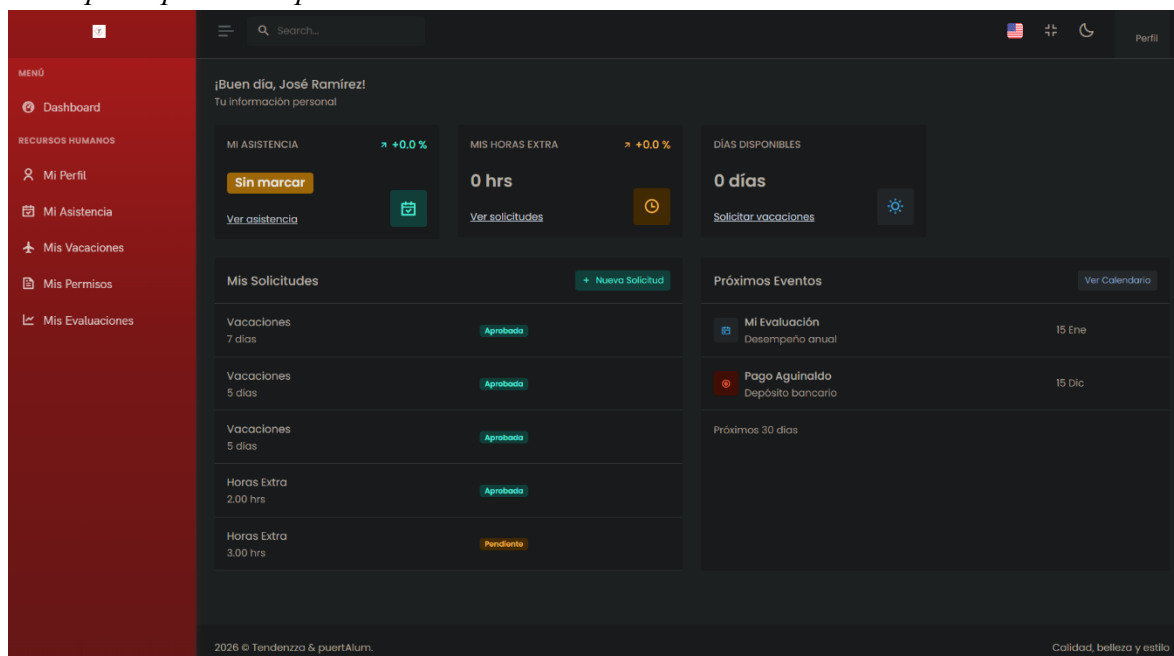 Search...
Perfil
MENÚ
Dashboard
RECURSOS HUMANOS
Mi Perfil
Mi Asistencia
Mis Vacaciones
Mis Permisos
Mis Evaluaciones
¡Buen día, José Ramírez!
Tu información personal
MI ASISTENCIA +0.0 %
Sin marcar
Ver asistencia
MIS HORAS EXTRA +0.0 %
0 hrs
Ver solicitudes
DÍAS DISPONIBLES
0 días
Solicitar vacaciones
Mis Solicitudes + Nueva Solicitud
Vacaciones
7 días
Aprobada
Vacaciones
5 días
Aprobada
Vacaciones
5 días
Aprobada
Horas Extra
2.00 hrs
Aprobada
Horas Extra
3.00 hrs
Pendiente
Próximos Eventos Ver Calendario
Mi Evaluación
Desempeño anual
15 Ene
Pago Aguinaldo
Depósito bancario
15 Dic
Próximos 30 días
2026 © Tendenzza & puertAlum.
Calidad, belleza y estilo